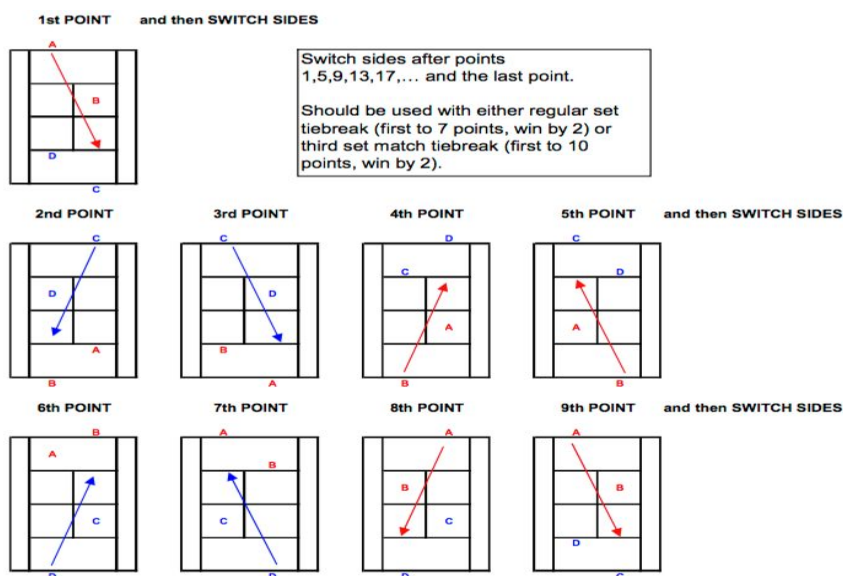 1st POINT and then SWITCH SIDES
A
B
D
C
Switch sides after points
1,5,9,13,17,... and the last point.
Should be used with either regular set
tiebreak (first to 7 points, win by 2) or
third set match tiebreak (first to 10
points, win by 2).
2nd POINT 3rd POINT 4th POINT 5th POINT and then SWITCH SIDES
C C D C
C D
D D
A A
B A
B A B B
6th POINT 7th POINT 8th POINT 9th POINT and then SWITCH SIDES
B A A A
A B
B B
C C C
D
D D D C